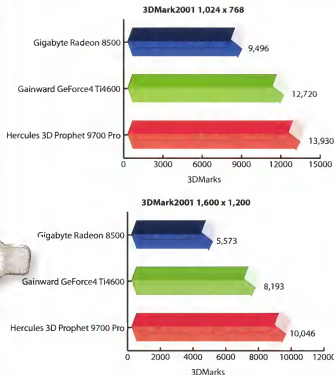 3DMark2001 1,024 x 768
Gigabyte Radeon 8500
9,496
Gainward GeForce4 Ti4600
12,720
Hercules 3D Prophet 9700 Pro
13,930
0 3000 6000 9000 12000 15000
3DMarks
3DMark2001 1,600 x 1,200
Gigabyte Radeon 8500
5,573
Gainward GeForce4 Ti4600
8,193
Hercules 3D Prophet 9700 Pro
10,046
0 2000 4000 6000 8000 10000 12000
3DMarks